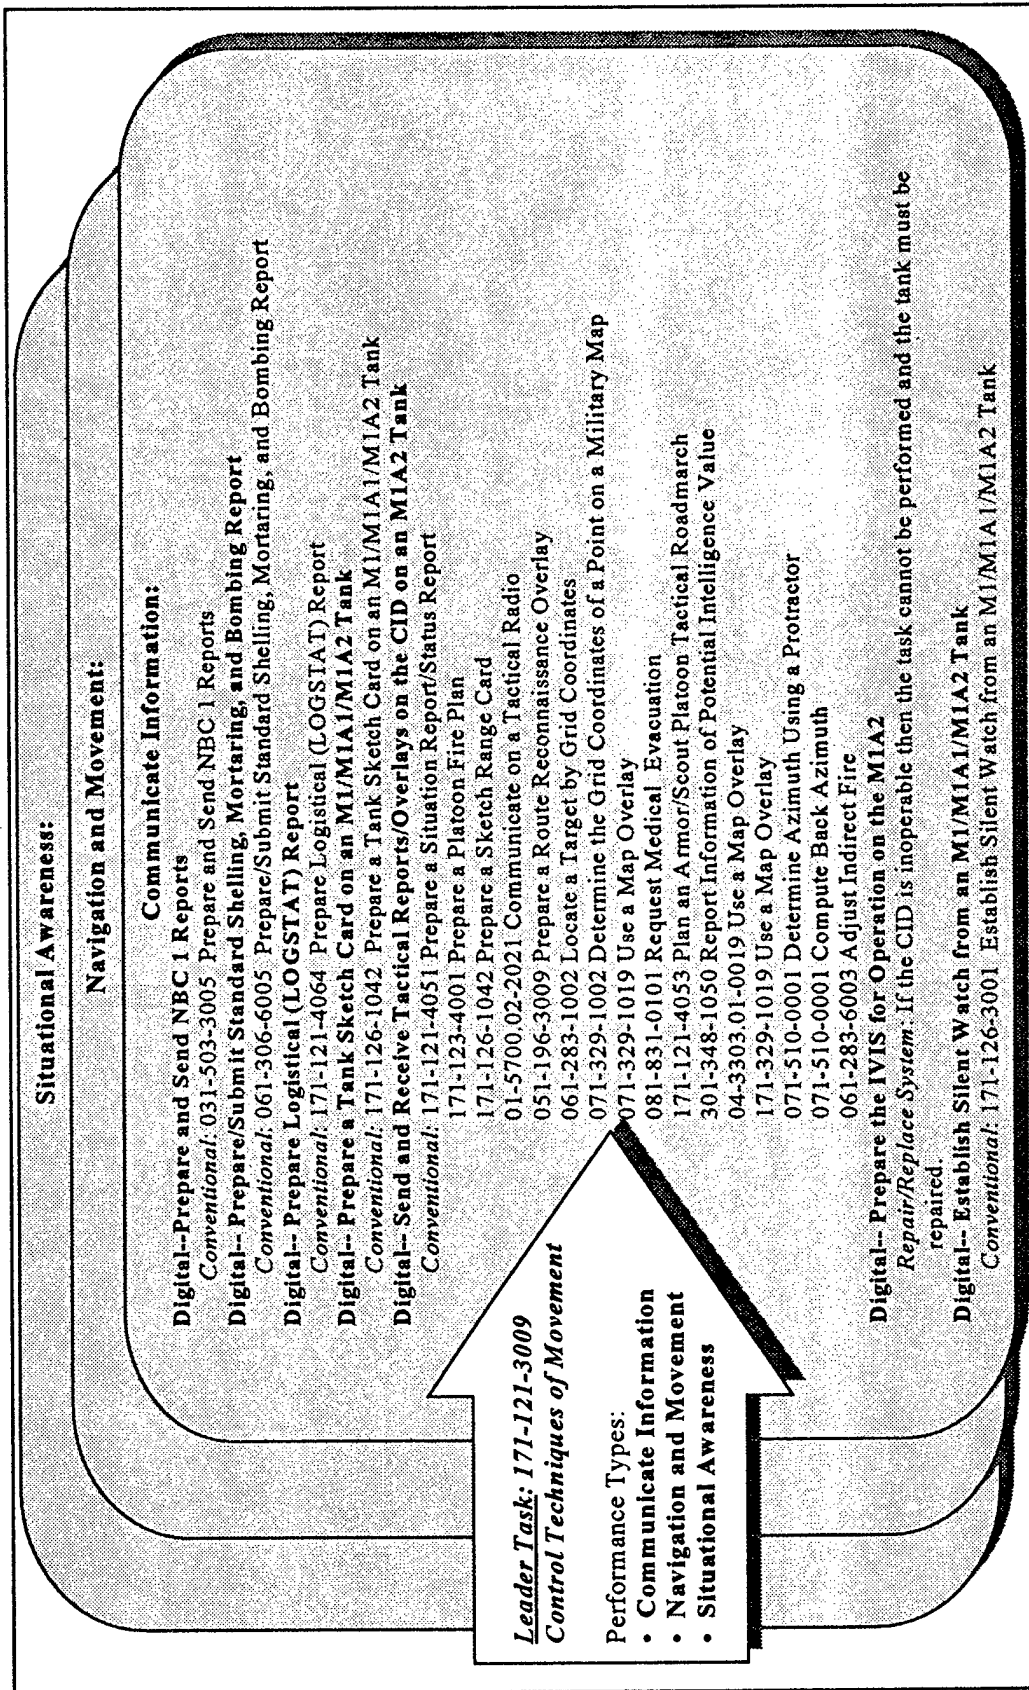 Situational Awareness:
Navigation and Movement:
Communicate Information:
Digital--Prepare and Send NBC 1 Reports
Conventional: 031-503-3005 Prepare and Send NBC 1 Reports
Digital-- Prepare/Submit Standard Shelling, Mortaring, and Bombing Report
Conventional: 061-306-6005 Prepare/Submit Standard Shelling, Mortaring, and Bombing Report
Digital-- Prepare Logistical (LOGSTAT) Report
Conventional: 171-121-4064 Prepare Logistical (LOGSTAT) Report
Digital-- Prepare a Tank Sketch Card on an M1/M1A1/M1A2 Tank
Conventional: 171-126-1042 Prepare a Tank Sketch Card on an M1/M1A1/M1A2 Tank
Digital-- Send and Receive Tactical Reports/Overlays on the CID on an M1A2 Tank
Conventional: 171-121-4051 Prepare a Situation Report/Status Report
171-123-4001 Prepare a Platoon Fire Plan
171-126-1042 Prepare a Sketch Range Card
01-5700.02-2021 Communicate on a Tactical Radio
051-196-3009 Prepare a Route Reconnaissance Overlay
061-283-1002 Locate a Target by Grid Coordinates
071-329-1002 Determine the Grid Coordinates of a Point on a Military Map
071-329-1019 Use a Map Overlay
081-831-0101 Request Medical Evacuation
171-121-4053 Plan an Armor/Scout Platoon Tactical Roadmarch
301-348-1050 Report Information of Potential Intelligence Value
04-3303.01-0019 Use a Map Overlay
171-329-1019 Use a Map Overlay
071-510-0001 Determine Azimuth Using a Protractor
071-510-0001 Compute Back Azimuth
061-283-6003 Adjust Indirect Fire
Digital-- Prepare the IVIS for Operation on the M1A2
Repair/Replace System: If the CID is inoperable then the task cannot be performed and the tank must be
repaired.
Digital-- Establish Silent Watch from an M1/M1A1/M1A2 Tank
Conventional: 171-126-3001 Establish Silent Watch from an M1/M1A1/M1A2 Tank
Leader Task: 171-121-3009
Control Techniques of Movement
Performance Types:
• Communicate Information
• Navigation and Movement
• Situational Awareness